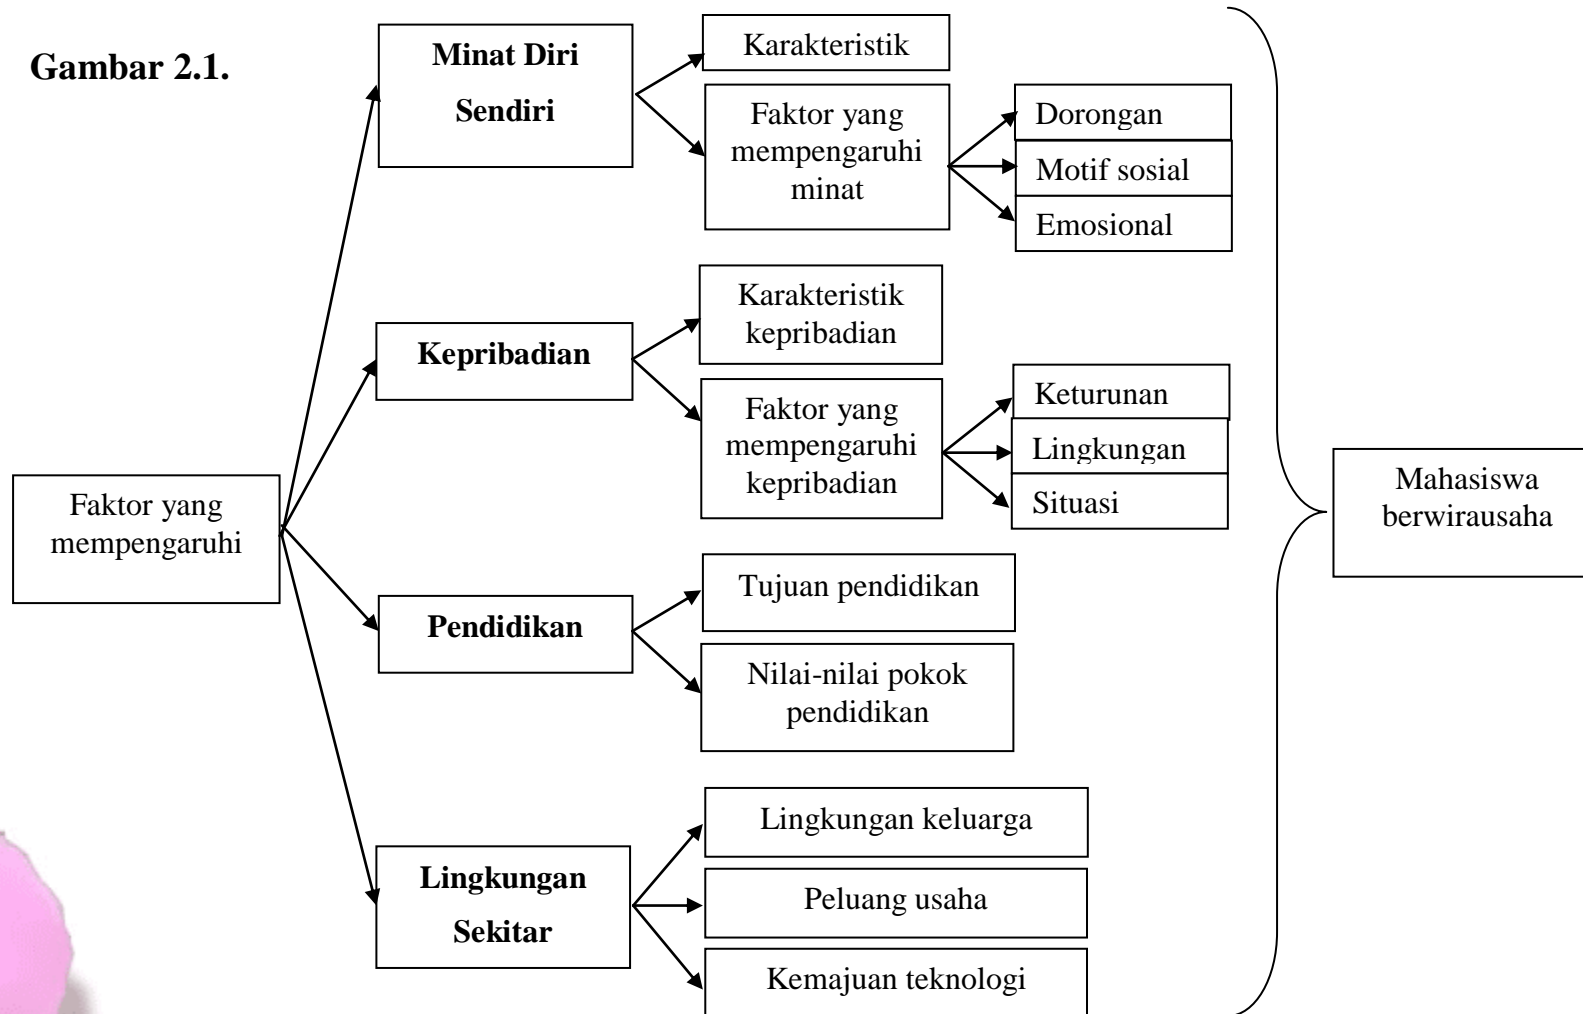 Gambar 2.1.
Minat Diri
Sendiri
Karakteristik
Faktor yang
mempengaruhi
minat
Dorongan
Motif sosial
Emosional
Kepribadian
Karakteristik
kepribadian
Faktor yang
mempengaruhi
kepribadian
Keturunan
Lingkungan
Situasi
Faktor yang
mempengaruhi
Mahasiswa
berwirausaha
Pendidikan
Tujuan pendidikan
Nilai-nilai pokok
pendidikan
Lingkungan
Sekitar
Lingkungan keluarga
Peluang usaha
Kemajuan teknologi